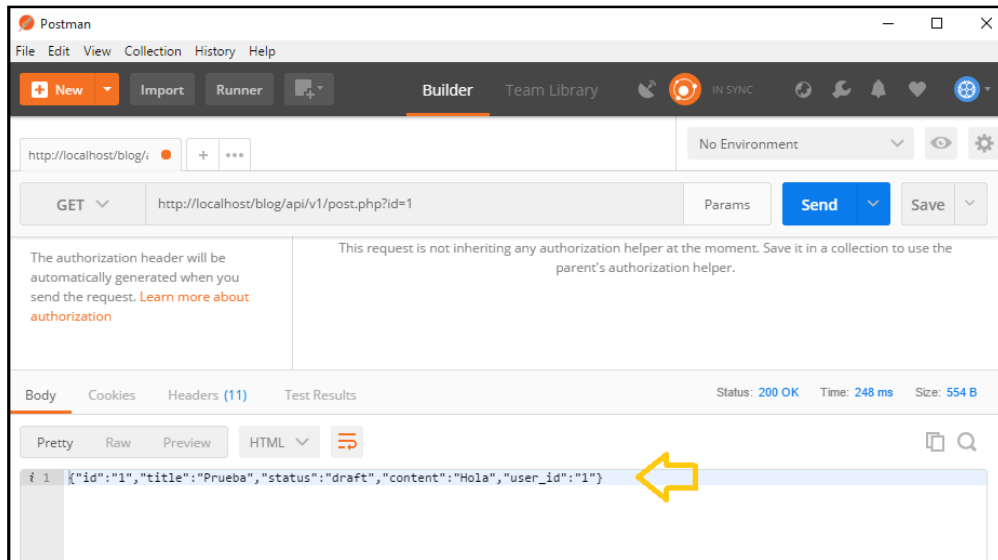 Postman
File Edit View Collection History Help
New Import Runner Builder Team Library IN SYNC
http://localhost/blog/a No Environment
GET http://localhost/blog/api/v1/post.php?id=1 Params Send Save
The authorization header will be
automatically generated when you
send the request. Learn more about
authorization
This request is not inheriting any authorization helper at the moment. Save it in a collection to use the
parent's authorization helper.
Body Cookies Headers (11) Test Results Status: 200 OK Time: 248 ms Size: 554 B
Pretty Raw Preview HTML
i 1 {"id":"1","title":"Prueba","status":"draft","content":"Hola","user_id":"1"}